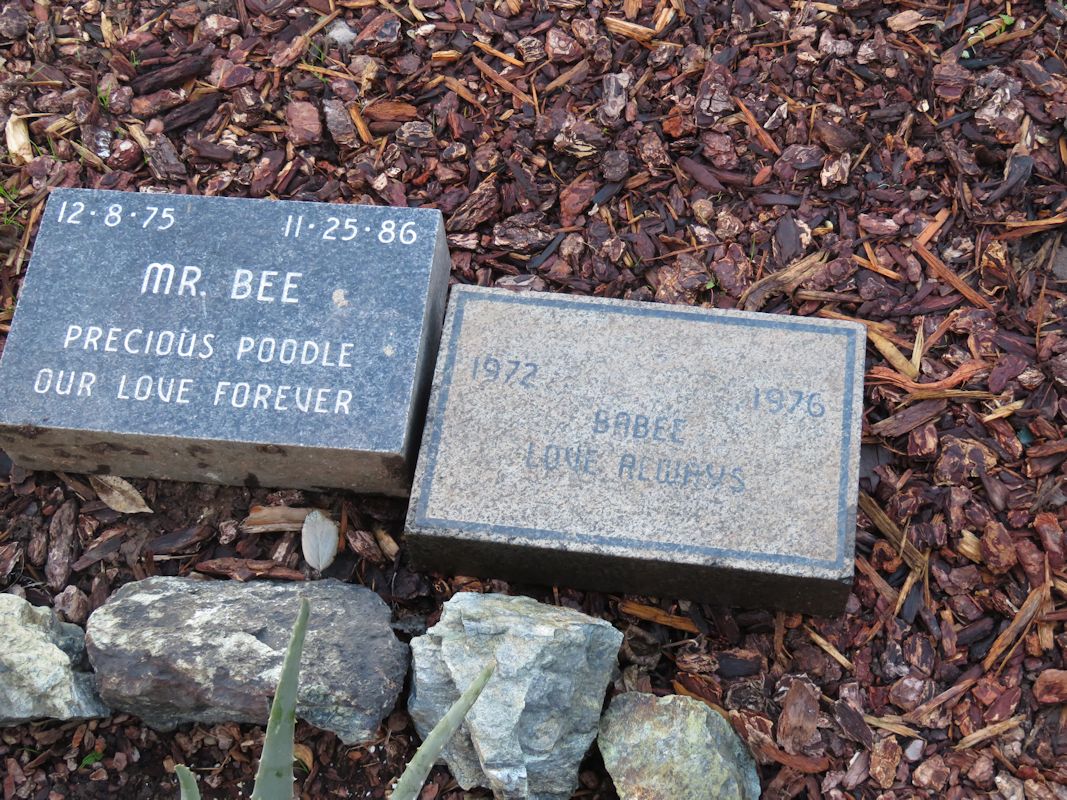 12·8·75 11·25·86
MR. BEE
PRECIOUS POODLE
OUR LOVE FOREVER
1972 1976
BABEE
LOVE ALWAYS